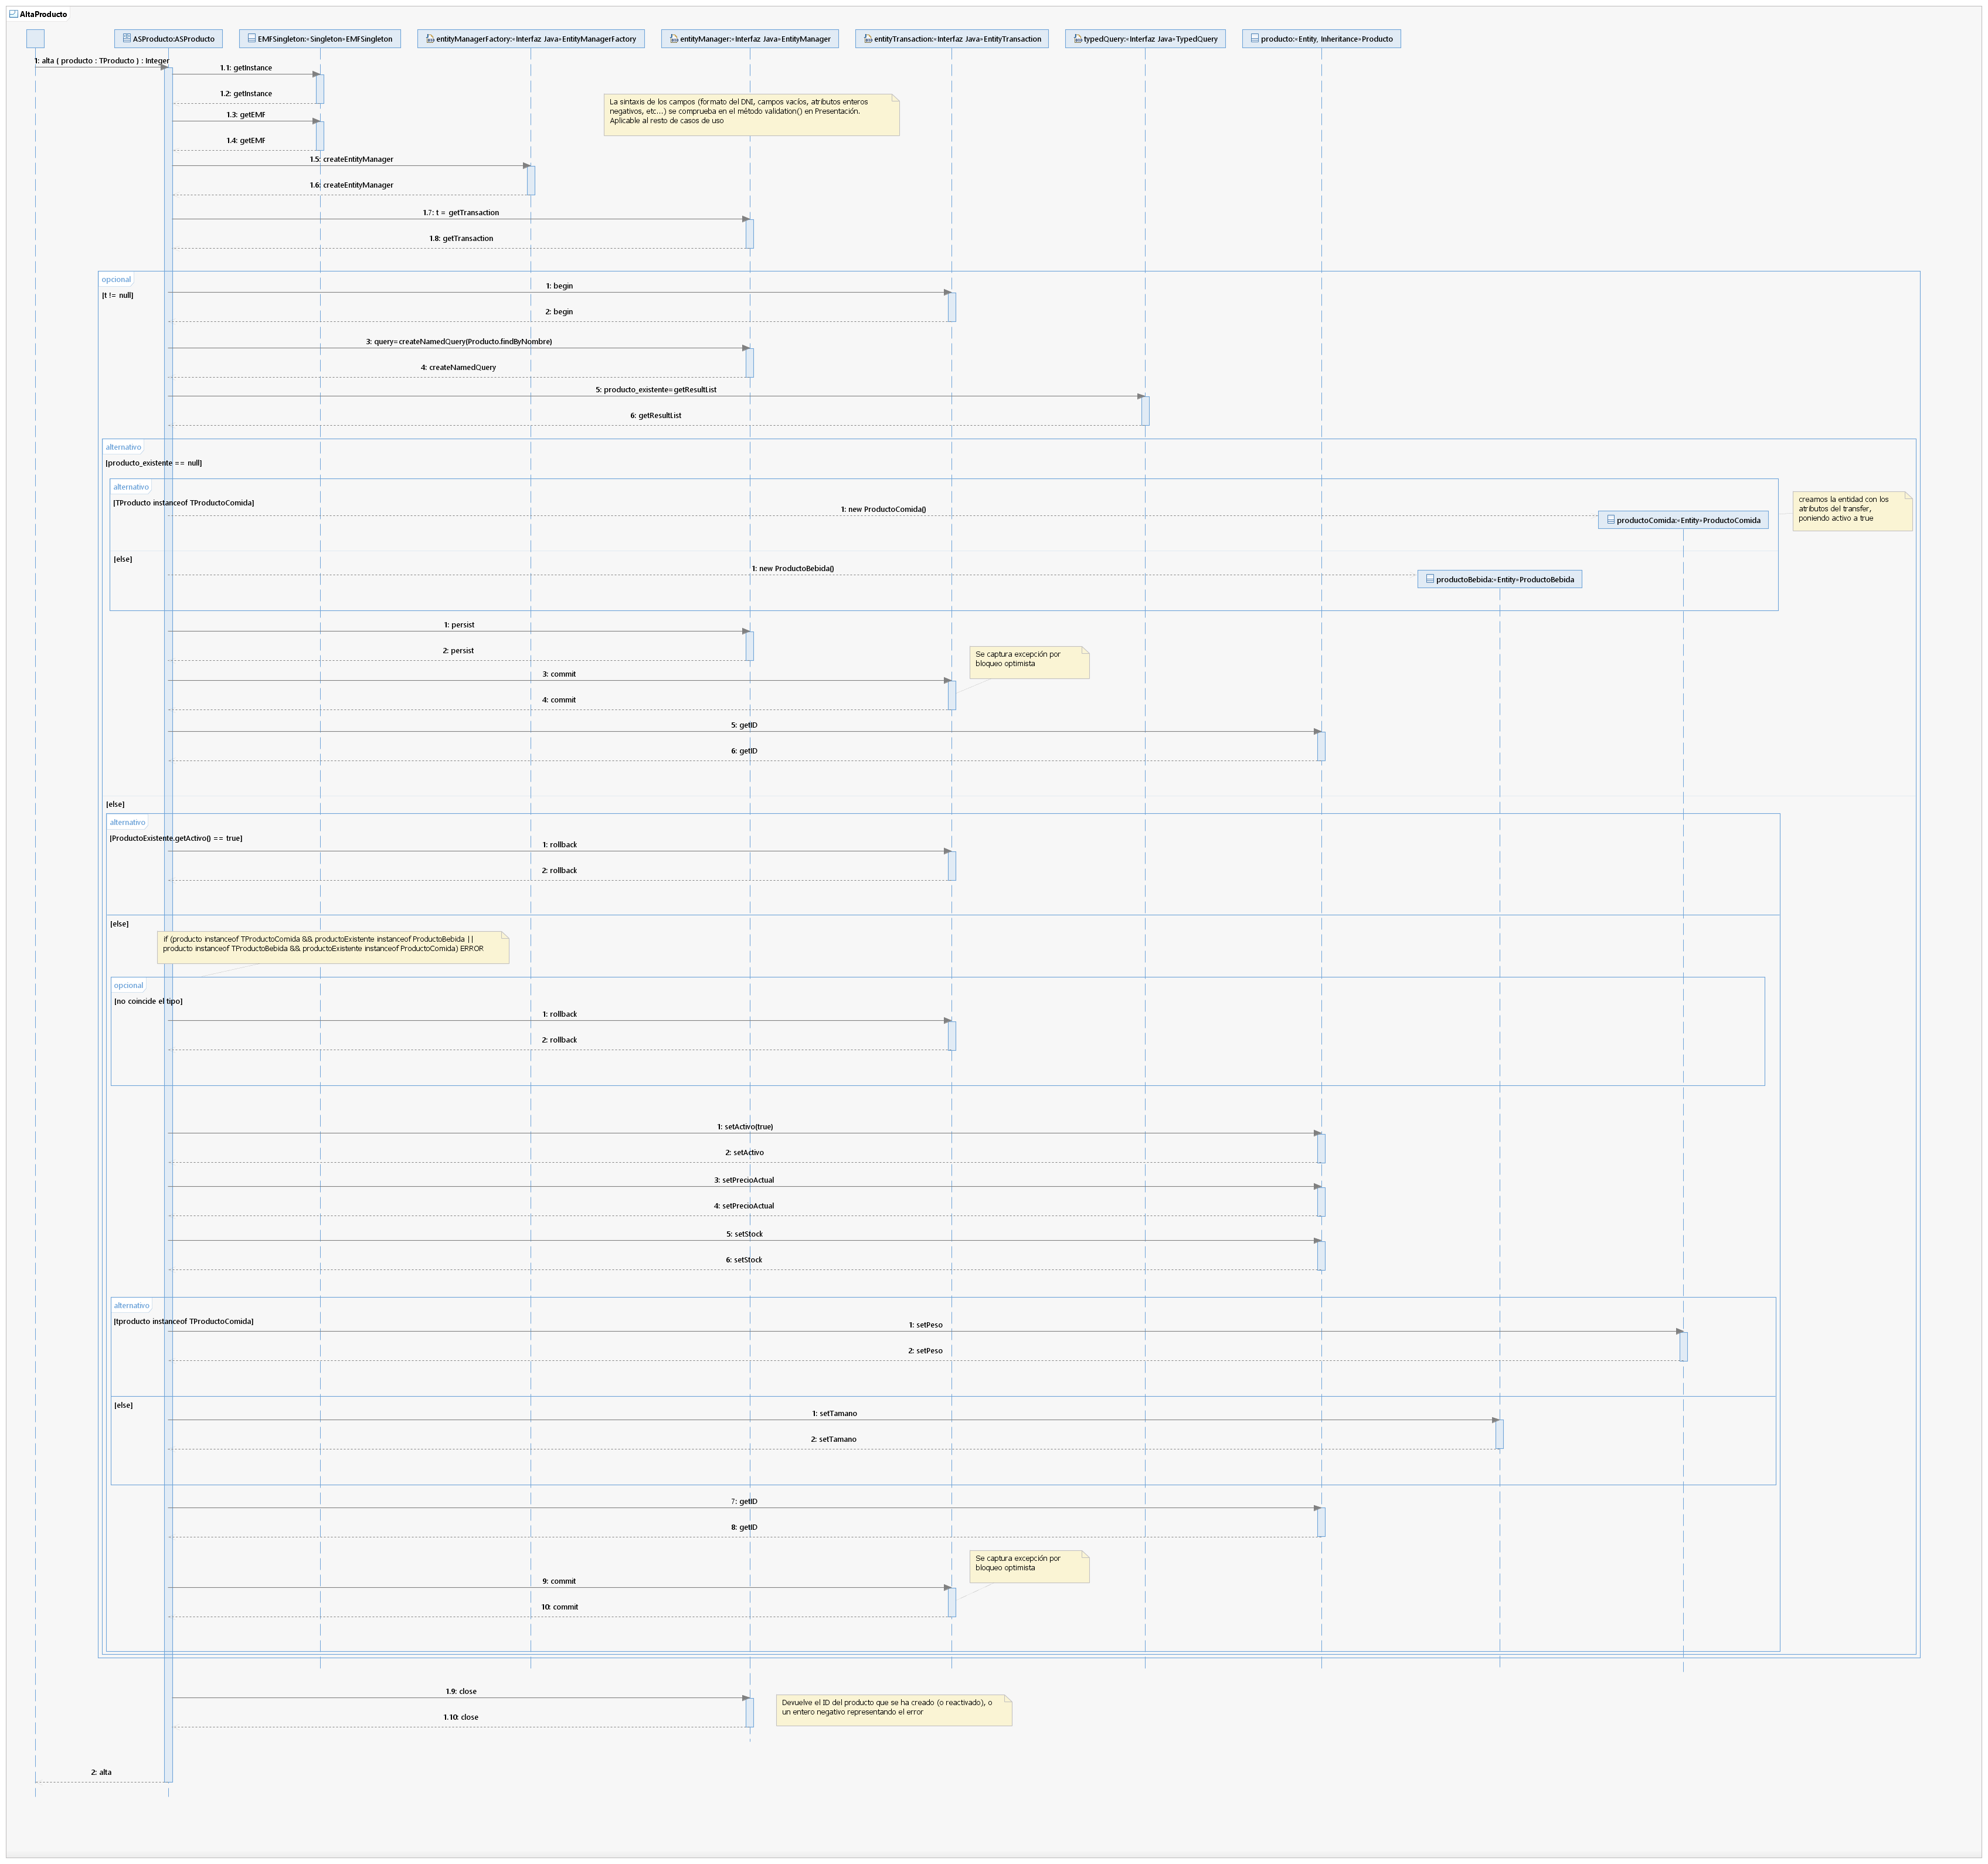 AltaProducto
ASProducto:ASProducto
EMFSingleton:«Singleton»EMFSingleton
entityManagerFactory:«Interfaz Java»EntityManagerFactory
entityManager:«Interfaz Java»EntityManager
entityTransaction:«Interfaz Java»EntityTransaction
typedQuery:«Interfaz Java»TypedQuery
producto:«Entity, Inheritance»Producto
1: alta ( producto : TProducto ) : Integer
1.1: getInstance
1.2: getInstance
La sintaxis de los campos (formato del DNI, campos vacíos, atributos enteros
negativos, etc...) se comprueba en el método validation() en Presentación.
Aplicable al resto de casos de uso
1.3: getEMF
1.4: getEMF
1.5: createEntityManager
1.6: createEntityManager
1.7: t = getTransaction
1.8: getTransaction
opcional
[t != null]
1: begin
2: begin
3: query=createNamedQuery(Producto.findByNombre)
4: createNamedQuery
5: producto_existente=getResultList
6: getResultList
alternativo
[producto_existente == null]
alternativo
[TProducto instanceof TProductoComida]
1: new ProductoComida()
productoComida:«Entity»ProductoComida
creamos la entidad con los
atributos del transfer,
poniendo activo a true
[else]
1: new ProductoBebida()
productoBebida:«Entity»ProductoBebida
1: persist
2: persist
Se captura excepción por
bloqueo optimista
3: commit
4: commit
5: getID
6: getID
[else]
alternativo
[ProductoExistente.getActivo() == true]
1: rollback
2: rollback
[else]
if (producto instanceof TProductoComida && productoExistente instanceof ProductoBebida ||
producto instanceof TProductoBebida && productoExistente instanceof ProductoComida) ERROR
opcional
[no coincide el tipo]
1: rollback
2: rollback
1: setActivo(true)
2: setActivo
3: setPrecioActual
4: setPrecioActual
5: setStock
6: setStock
alternativo
[tproducto instanceof TProductoComida]
1: setPeso
2: setPeso
[else]
1: setTamano
2: setTamano
7: getID
8: getID
Se captura excepción por
bloqueo optimista
9: commit
10: commit
1.9: close
Devuelve el ID del producto que se ha creado (o reactivado), o
un entero negativo representando el error
1.10: close
2: alta